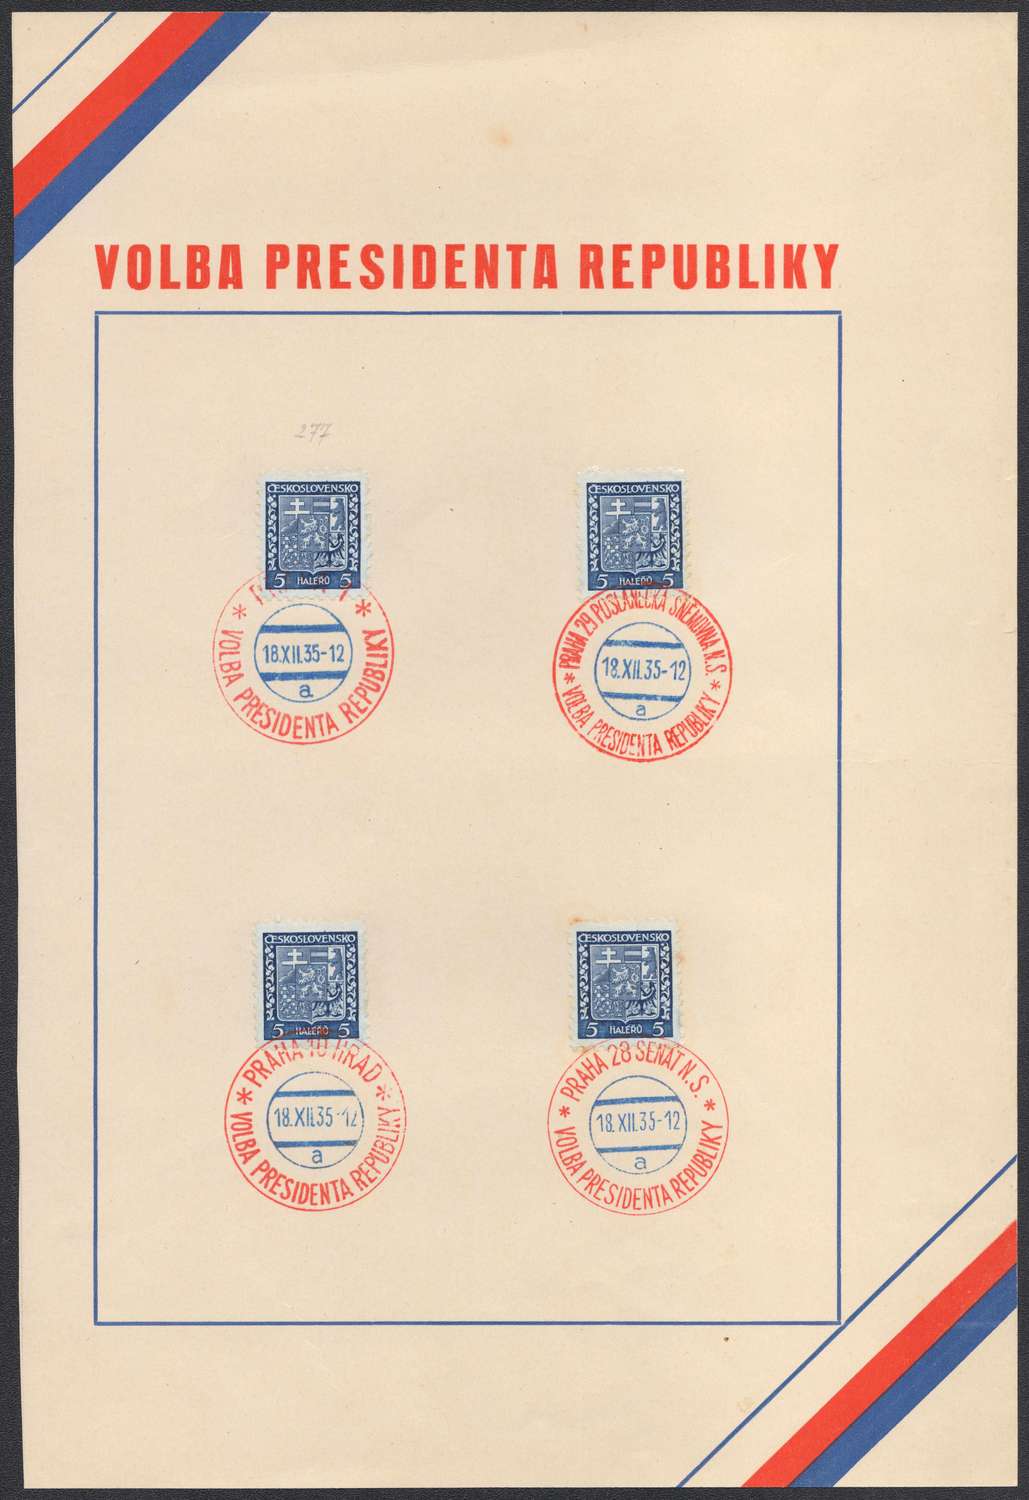 VOLBA PRESIDENTA REPUBLIKY
277
ČESKOSLOVENSKO
5 HALÉŘŮ 5
18.XII.35-12
a
* VOLBA PRESIDENTA REPUBLIKY *
ČESKOSLOVENSKO
5 HALÉŘŮ 5
PRAHA 29 POSLANECKÁ SNĚMOVNA N.S.
18.XII.35-12
a
* VOLBA PRESIDENTA REPUBLIKY *
ČESKOSLOVENSKO
5 HALÉŘŮ 5
PRAHA 10 HRAD
18.XII.35-12
a
* VOLBA PRESIDENTA REPUBLIKY *
ČESKOSLOVENSKO
5 HALÉŘŮ 5
PRAHA 28 SENÁT N.S.
18.XII.35-12
a
* VOLBA PRESIDENTA REPUBLIKY *